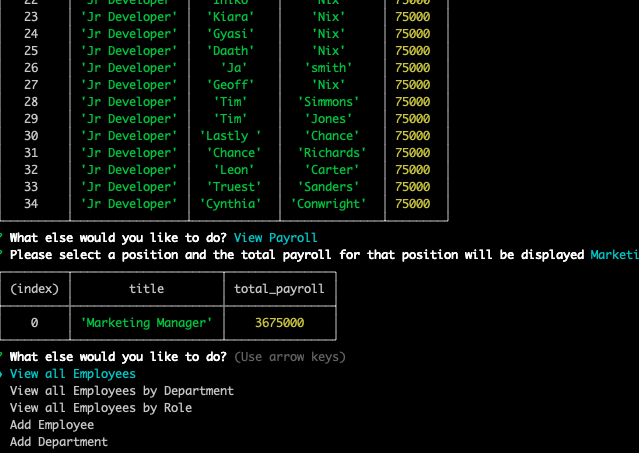 22 'Jr Developer' 'Nix' 75000
23 'Jr Developer' 'Kiara' 'Nix' 75000
24 'Jr Developer' 'Gyasi' 'Nix' 75000
25 'Jr Developer' 'Daath' 'Nix' 75000
26 'Jr Developer' 'Ja' 'smith' 75000
27 'Jr Developer' 'Geoff' 'Nix' 75000
28 'Jr Developer' 'Tim' 'Simmons' 75000
29 'Jr Developer' 'Tim' 'Jones' 75000
30 'Jr Developer' 'Lastly ' 'Chance' 75000
31 'Jr Developer' 'Chance' 'Richards' 75000
32 'Jr Developer' 'Leon' 'Carter' 75000
33 'Jr Developer' 'Truest' 'Sanders' 75000
34 'Jr Developer' 'Cynthia' 'Conwright' 75000
? What else would you like to do? View Payroll
? Please select a position and the total payroll for that position will be displayed Marketi
(index) title total_payroll
0 'Marketing Manager' 3675000
? What else would you like to do? (Use arrow keys)
View all Employees
View all Employees by Department
View all Employees by Role
Add Employee
Add Department